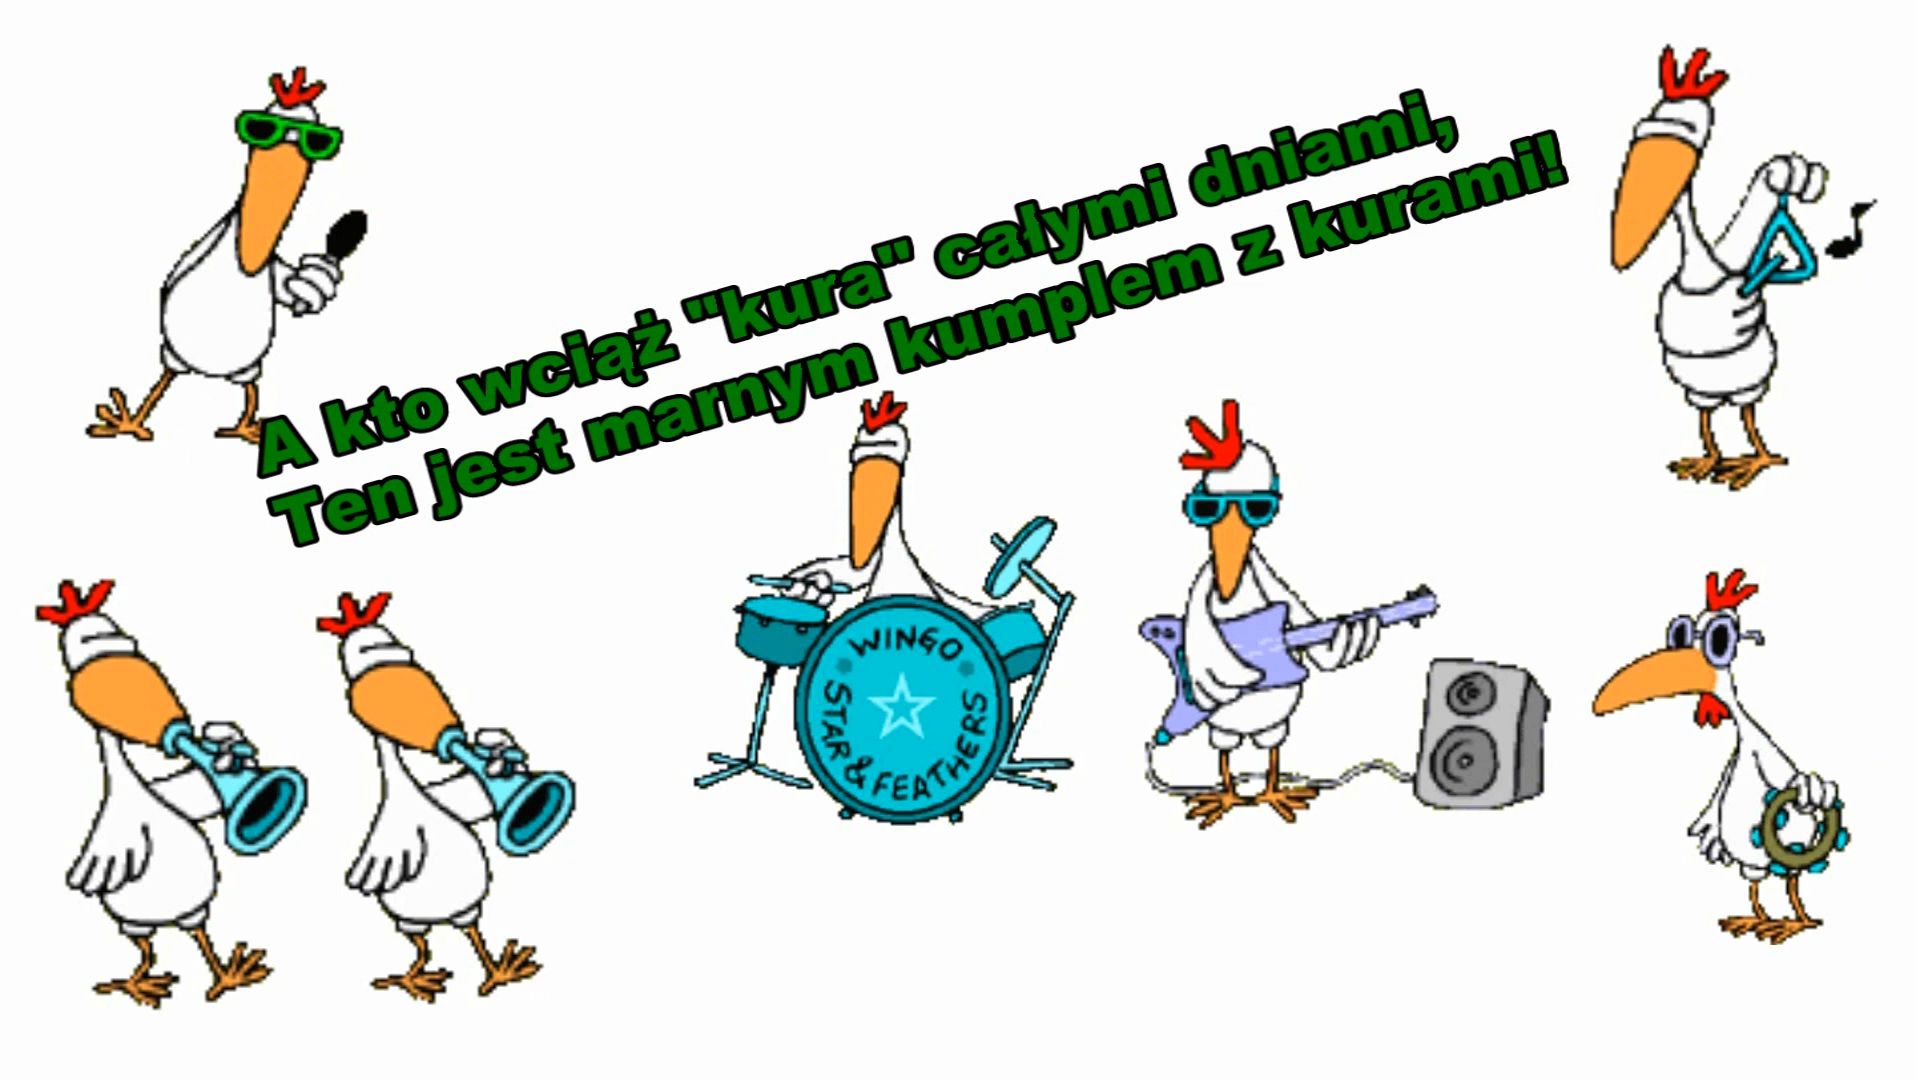 A kto wciąż "kura" całymi dniami,
Ten jest marnym kumplem z kurami!
WINGO
STAR & FEATHERS